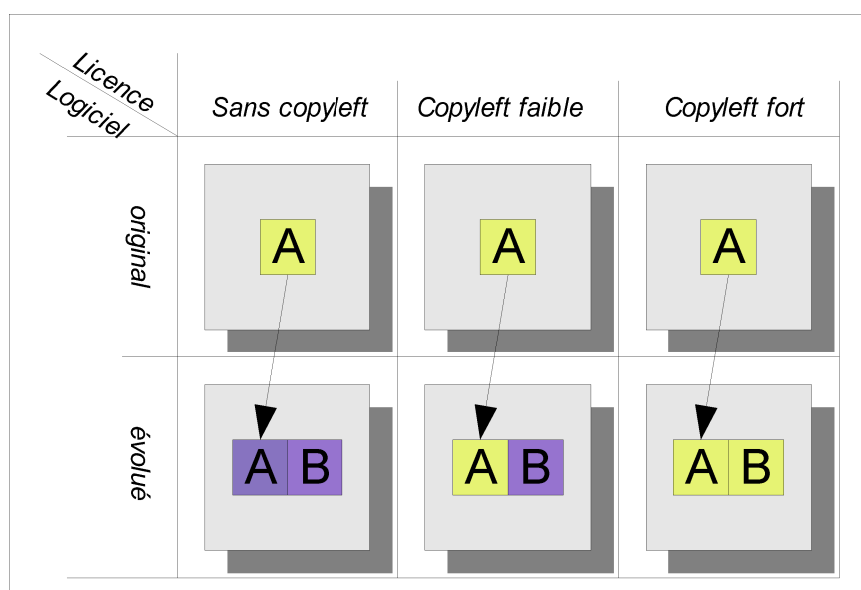 Licence
Logiciel
Sans copyleft
Copyleft faible
Copyleft fort
original
A
A
A
évolué
A B
A B
A B